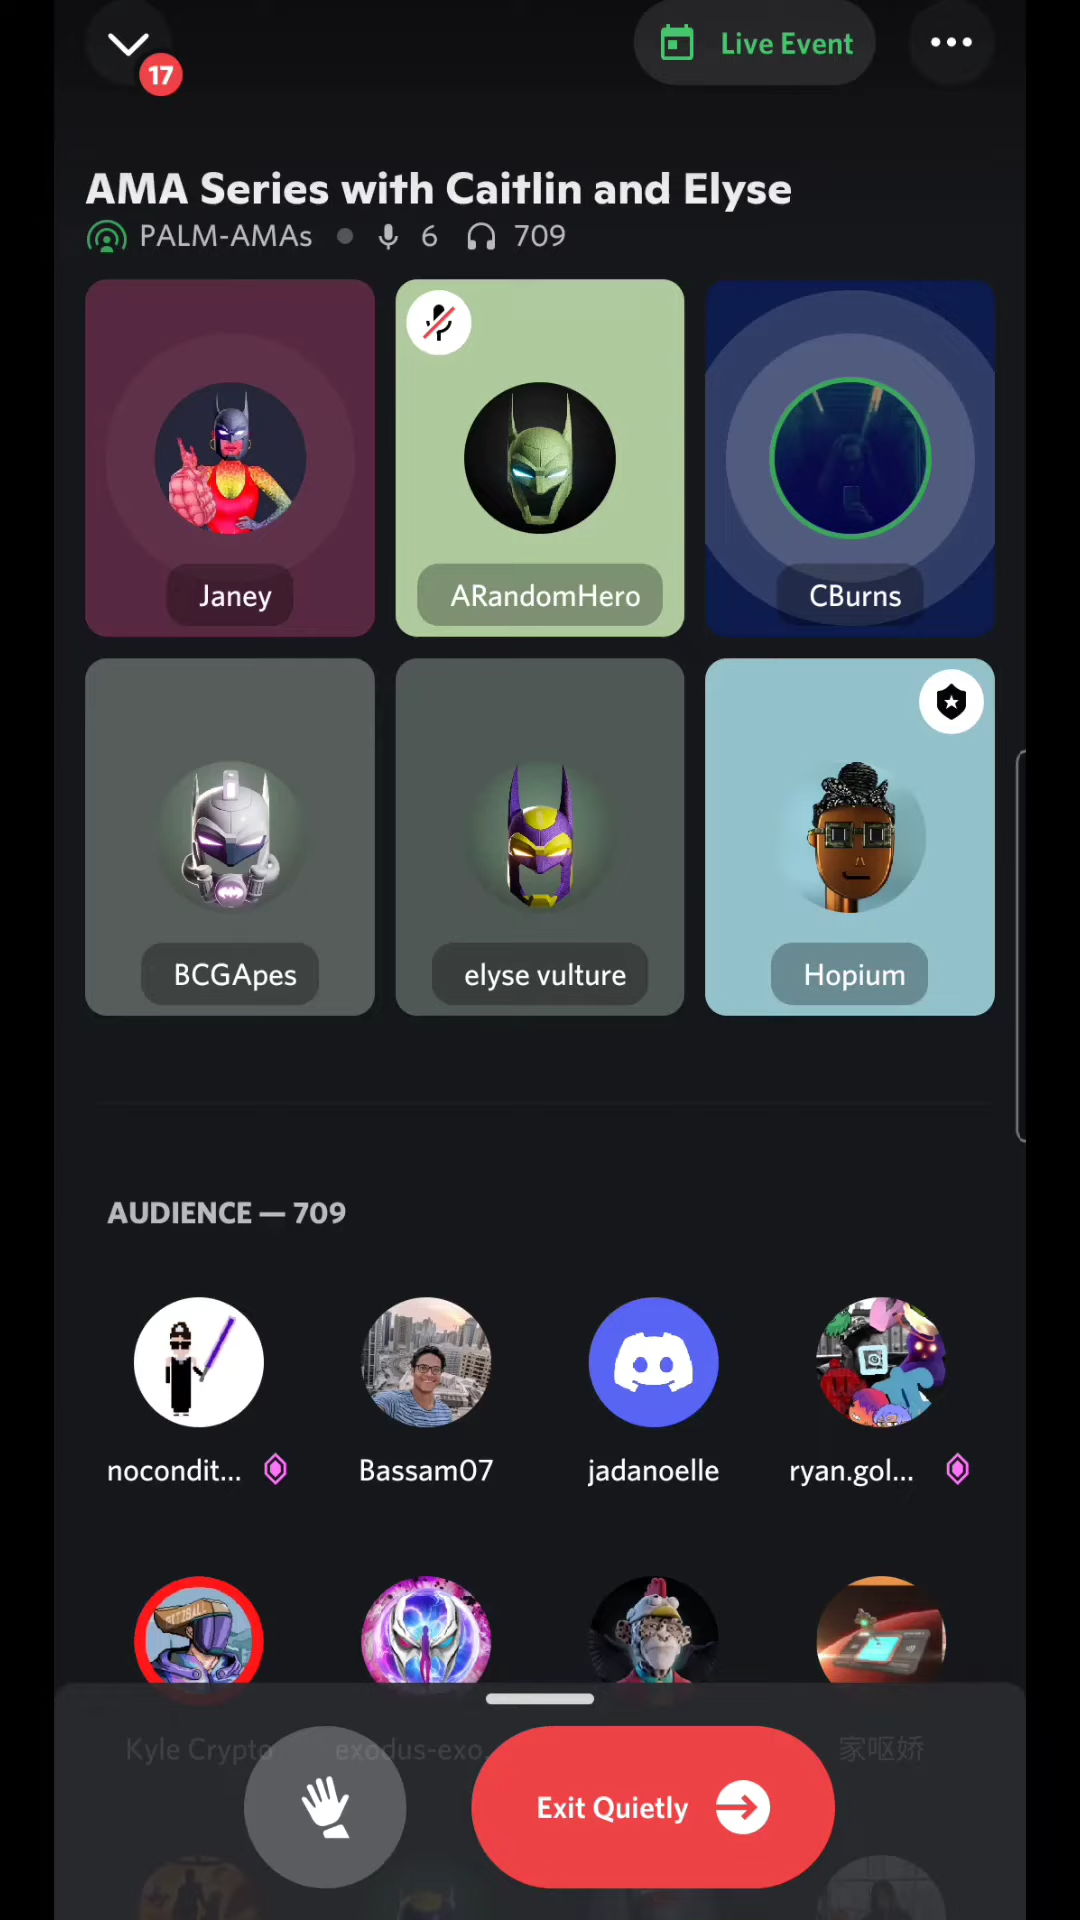 17
Live Event
AMA Series with Caitlin and Elyse
PALM-AMAs
6
709
Janey
ARandomHero
CBurns
BCGApes
elyse vulture
Hopium
AUDIENCE — 709
nocondit...
Bassam07
jadanoelle
ryan.gol...
Kyle Crypto
exodus-exo...
家呕娇
Exit Quietly